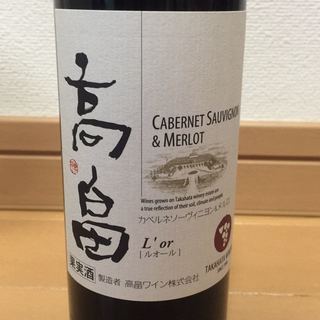 高畠
CABERNET SAUVIGNON
& MERLOT
Wines grown on Takahata winery estate are
a true reflection of their soil, climate and people.
カベルネソーヴィニヨン&メルロ
L'or
[ルオール]
果実酒
製造者 高畠ワイン株式会社
TAKAHATA